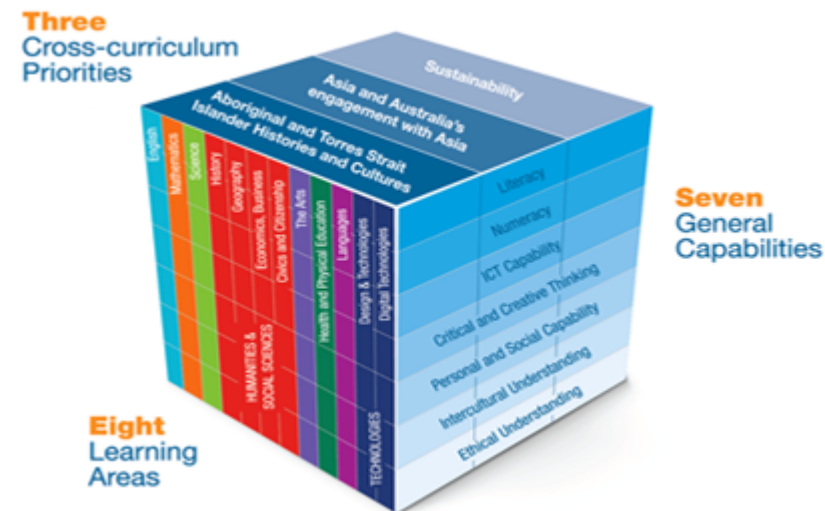 Three
Cross-curriculum
Priorities
Sustainability
Asia and Australia's
engagement with Asia
Aboriginal and Torres Strait
Islander Histories and Cultures
English
Mathematics
Science
History
Geography
Economics, Business
Civics and Citizenship
HUMANITIES &
SOCIAL SCIENCES
The Arts
Health and Physical Education
Languages
Design & Technologies
Digital Technologies
TECHNOLOGIES
Literacy
Numeracy
ICT Capability
Critical and Creative Thinking
Personal and Social Capability
Intercultural Understanding
Ethical Understanding
Seven
General
Capabilities
Eight
Learning
Areas